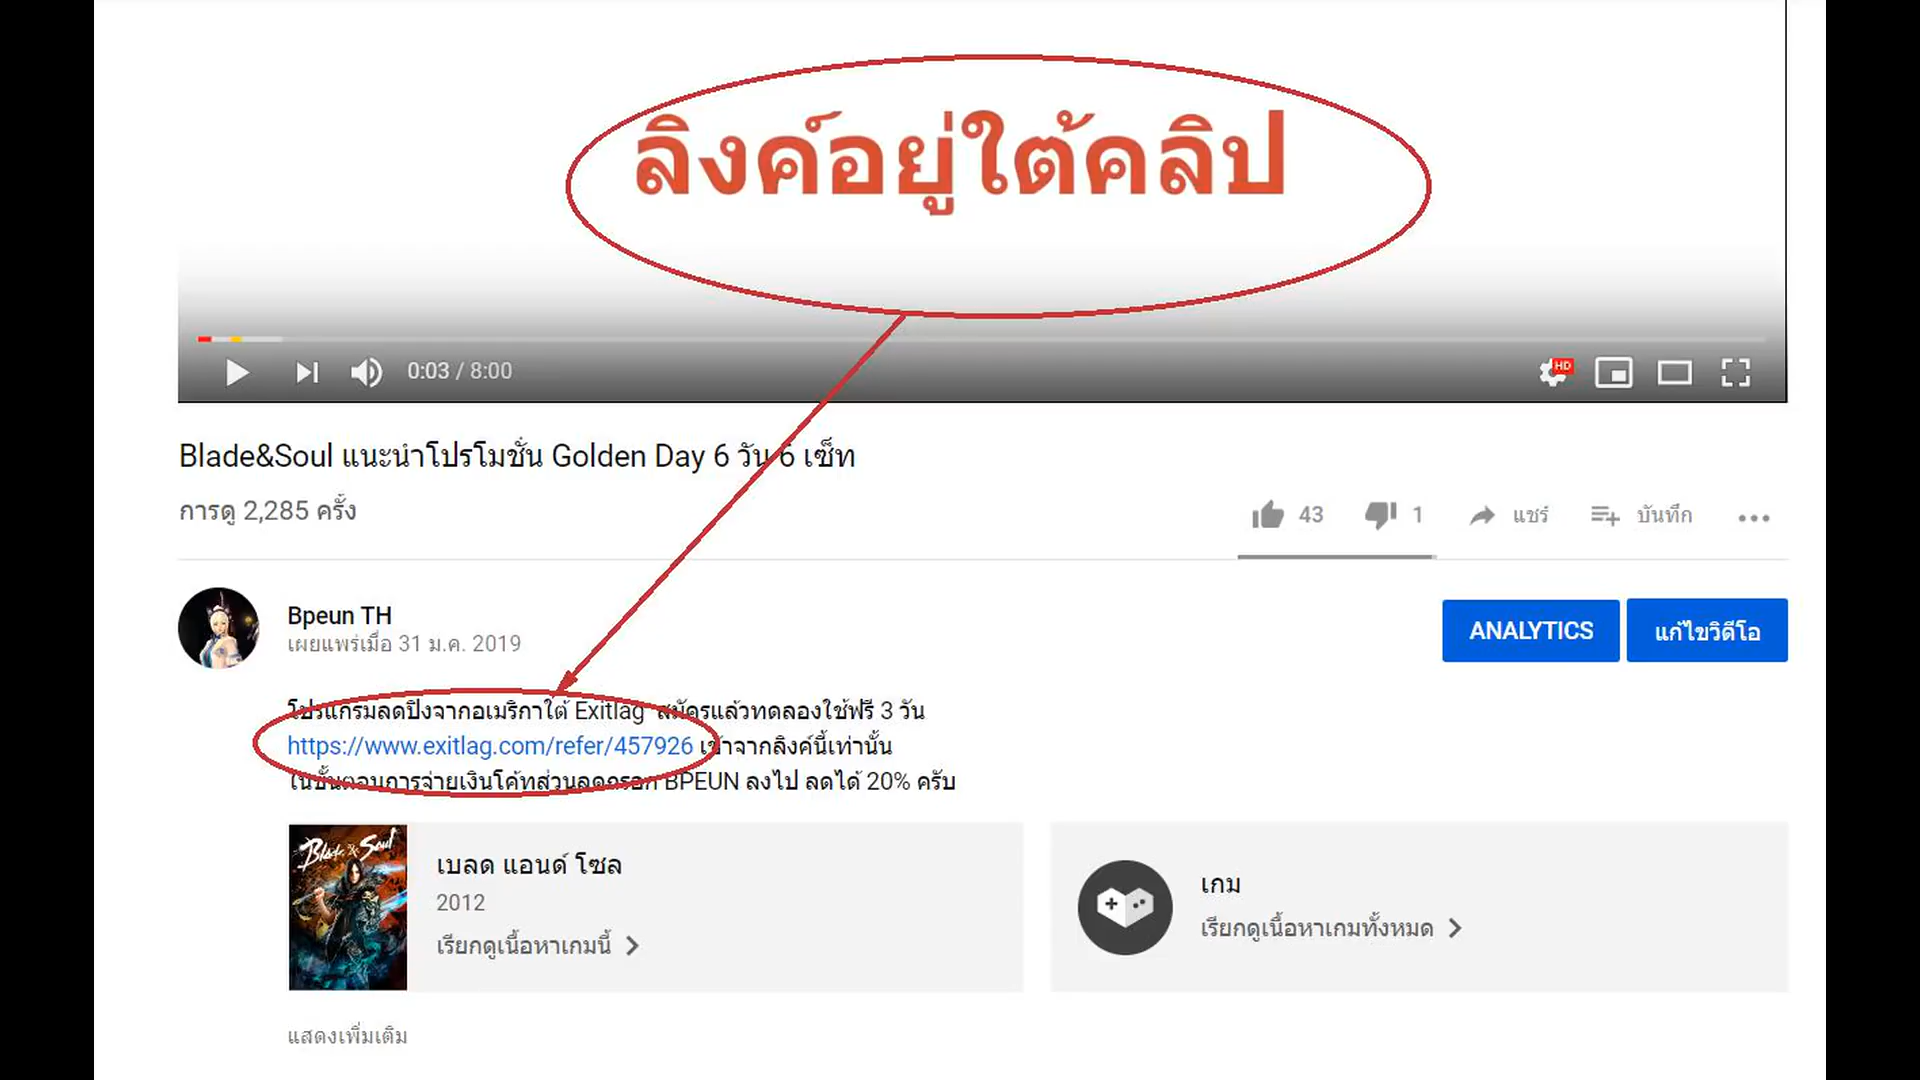 ลิงค์อยู่ใต้คลิป
0:03 / 8:00
HD
Blade&Soul แนะนำโปรโมชั่น Golden Day 6 วัน 6 เซ็ท
การดู 2,285 ครั้ง
43
1
แชร์
บันทึก
Bpeun TH
เผยแพร่เมื่อ 31 ม.ค. 2019
ANALYTICS
แก้ไขวิดีโอ
โปรแกรมลดปิงจากอเมริกาใต้ Exitlag สมัครแล้วทดลองใช้ฟรี 3 วัน
https://www.exitlag.com/refer/457926 เข้าจากลิงค์นี้เท่านั้น
ในขั้นตอนการจ่ายเงินโค้ทส่วนลดกรอก BPEUN ลงไป ลดได้ 20% ครับ
Blade & Soul
เบลด แอนด์ โซล
2012
เรียกดูเนื้อหาเกมนี้
เกม
เรียกดูเนื้อหาเกมทั้งหมด
แสดงเพิ่มเติม